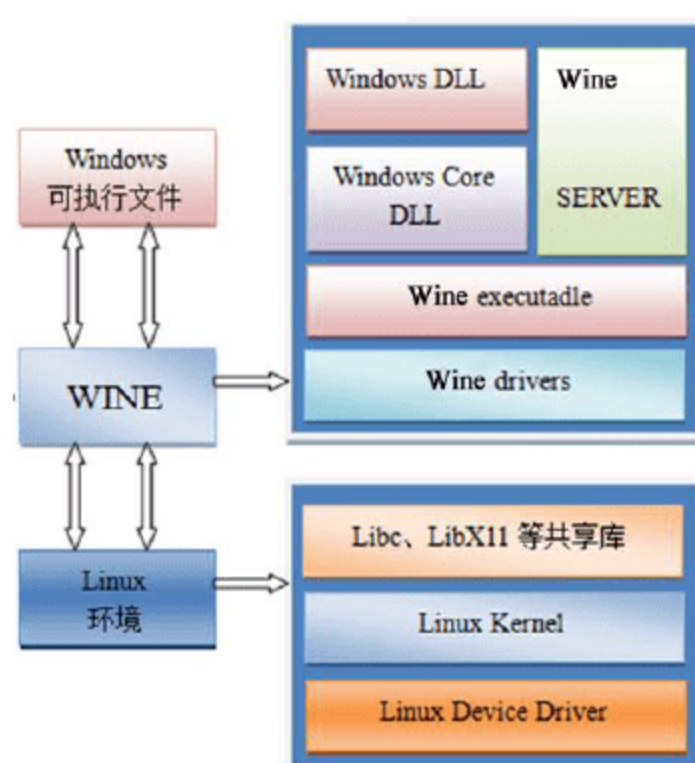 Windows
可执行文件
WINE
Linux
环境
Windows DLL
Windows Core
DLL
Wine
SERVER
Wine executadle
Wine drivers
Libc、LibX11 等共享库
Linux Kernel
Linux Device Driver